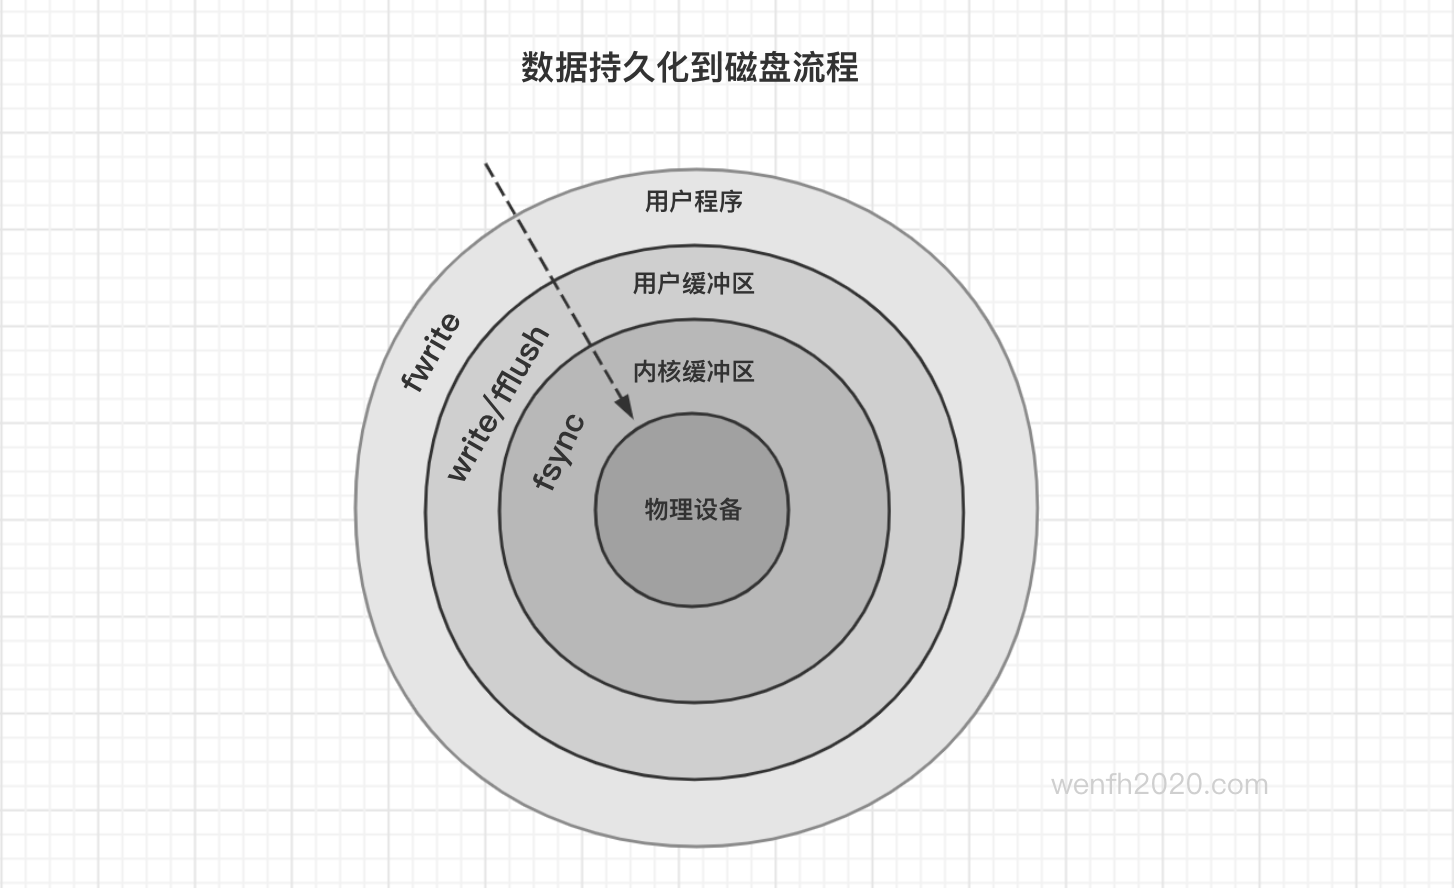 数据持久化到磁盘流程
用户程序
用户缓冲区
内核缓冲区
物理设备
fwrite
write/fflush
fsync
wenfh2020.com